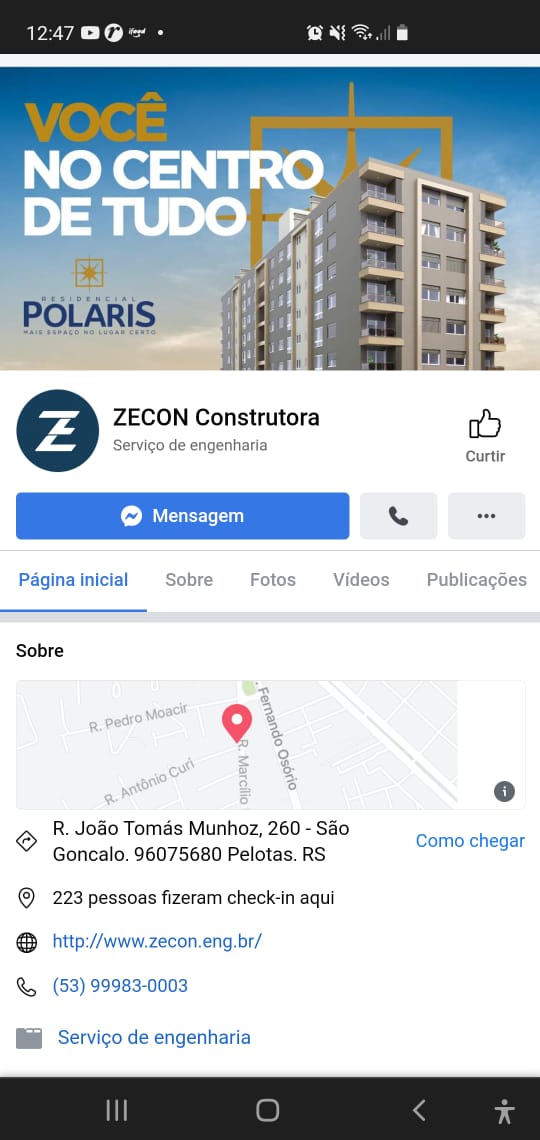 12:47
ifood
VOCÊ
NO CENTRO
DE TUDO
RESIDENCIAL
POLARIS
MAIS ESPAÇO NO LUGAR CERTO
ZECON Construtora
Serviço de engenharia
Curtir
Mensagem
Página inicial
Sobre
Fotos
Vídeos
Publicações
Sobre
R. Pedro Moacir
Fernando Osório
R. Marcílio
R. Antônio Curi
R. João Tomás Munhoz, 260 - São
Goncalo. 96075680 Pelotas. RS
Como chegar
223 pessoas fizeram check-in aqui
http://www.zecon.eng.br/
(53) 99983-0003
Serviço de engenharia